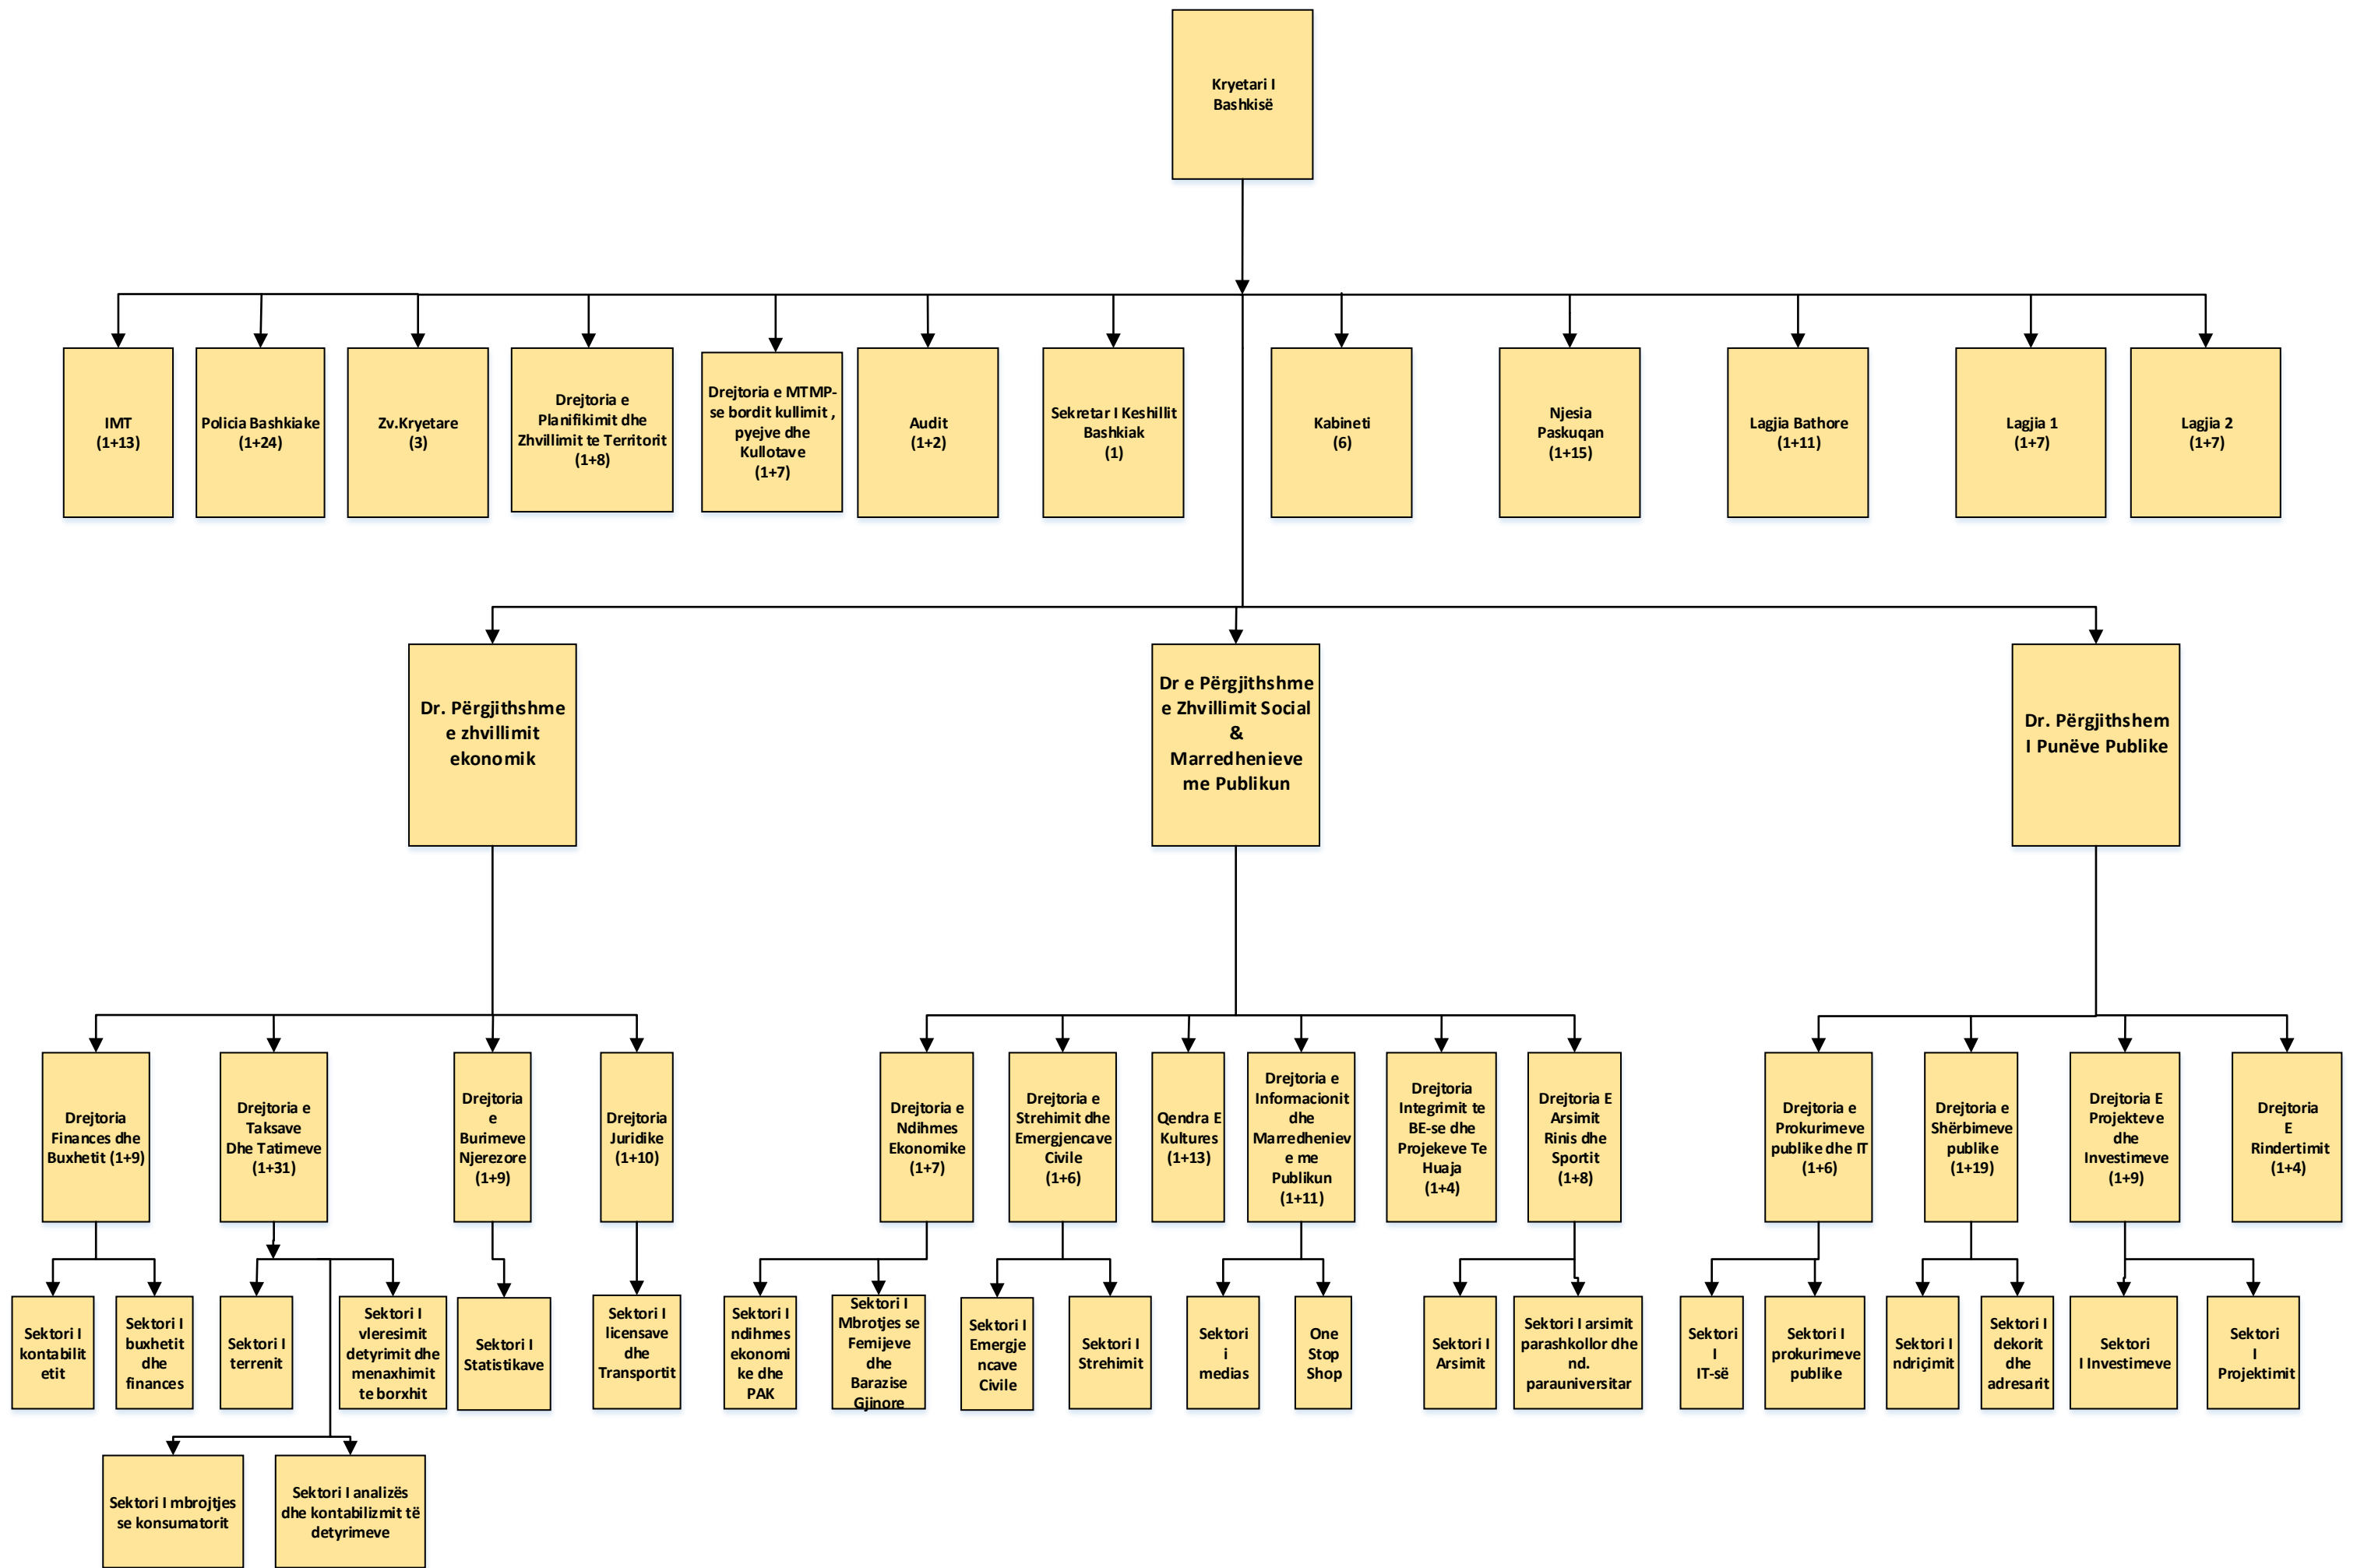 Kryetari I
Bashkisë
IMT
(1+13)
Policia Bashkiake
(1+24)
Zv.Kryetare
(3)
Drejtoria e
Planifikimit dhe
Zhvillimit te Territorit
(1+8)
Drejtoria e MTMP-
se bordit kullimit ,
pyejve dhe
Kullotave
(1+7)
Audit
(1+2)
Sekretar I Keshillit
Bashkiak
(1)
Kabineti
(6)
Njesia
Paskuqan
(1+15)
Lagjia Bathore
(1+11)
Lagjia 1
(1+7)
Lagjia 2
(1+7)
Dr. Përgjithshme
e zhvillimit
ekonomik
Dr e Përgjithshme
e Zhvillimit Social
&
Marredhenieve
me Publikun
Dr. Përgjithshem
I Punëve Publike
Drejtoria
Finances dhe
Buxhetit (1+9)
Drejtoria e
Taksave
Dhe Tatimeve
(1+31)
Drejtoria
e
Burimeve
Njerezore
(1+9)
Drejtoria
Juridike
(1+10)
Drejtoria e
Ndihmes
Ekonomike
(1+7)
Drejtoria e
Strehimit dhe
Emergjencave
Civile
(1+6)
Qendra E
Kultures
(1+13)
Drejtoria e
Informacionit
dhe
Marredheniev
e me
Publikun
(1+11)
Drejtoria
Integrimit te
BE-se dhe
Projekeve Te
Huaja
(1+4)
Drejtoria E
Arsimit
Rinis dhe
Sportit
(1+8)
Drejtoria e
Prokurimeve
publike dhe IT
(1+6)
Drejtoria e
Shërbimeve
publike
(1+19)
Drejtoria E
Projekteve
dhe
Investimeve
(1+9)
Drejtoria
E
Rindertimit
(1+4)
Sektori I
kontabilit
etit
Sektori I
buxhetit
dhe
finances
Sektori I
terrenit
Sektori I
vleresimit
detyrimit dhe
menaxhimit
te borxhit
Sektori I
Statistikave
Sektori I
licensave
dhe
Transportit
Sektori I
ndihmes
ekonomi
ke dhe
PAK
Sektori I
Mbrotjes se
Femijeve
dhe
Barazise
Gjinore
Sektori I
Emergje
ncave
Civile
Sektori I
Strehimit
Sektori
i
medias
One
Stop
Shop
Sektori I
Arsimit
Sektori I arsimit
parashkollor dhe
nd.
parauniversitar
Sektori
I
IT-së
Sektori I
prokurimeve
publike
Sektori I
ndriçimit
Sektori I
dekorit
dhe
adresarit
Sektori
I Investimeve
Sektori
I
Projektimit
Sektori I mbrojtjes
se konsumatorit
Sektori I analizës
dhe kontabilizmit të
detyrimeve